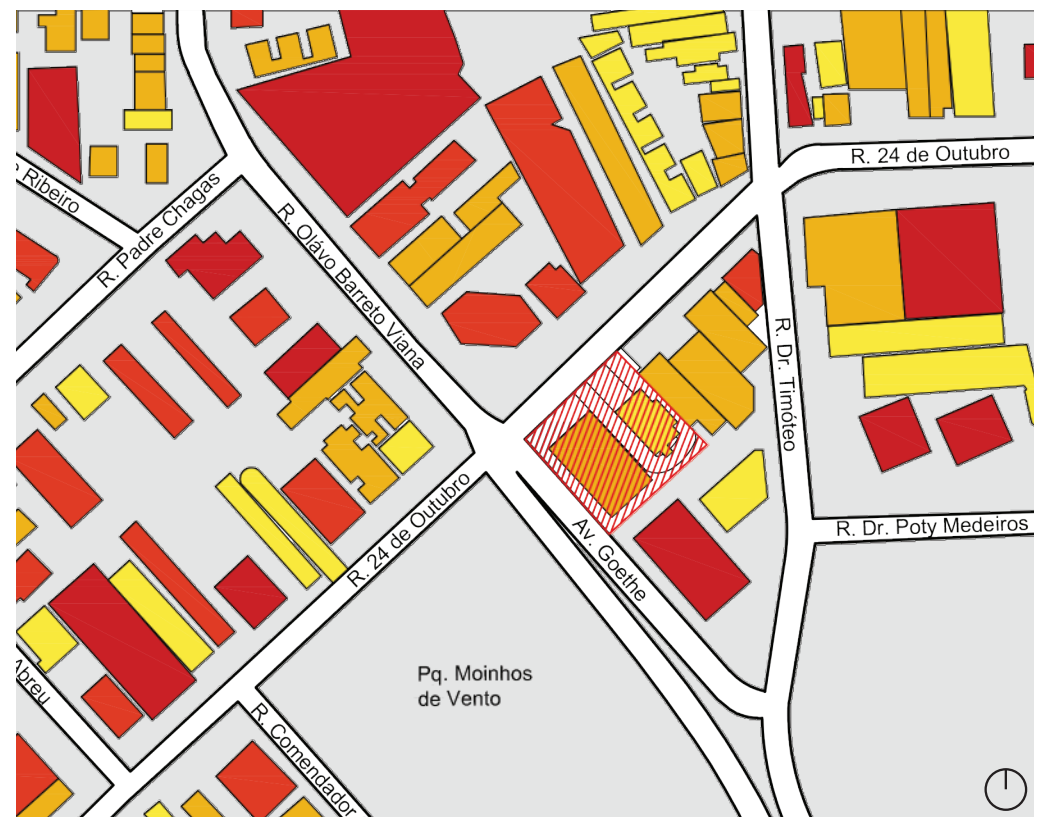 R. 24 de Outubro
Ribeiro
R. Padre Chagas
R. Olávo Barreto Viana
R. Dr. Timóteo
R. 24 de Outubro
Av. Goethe
R. Dr. Poty Medeiros
Pq. Moinhos
de Vento
Abreu
R. Comendador